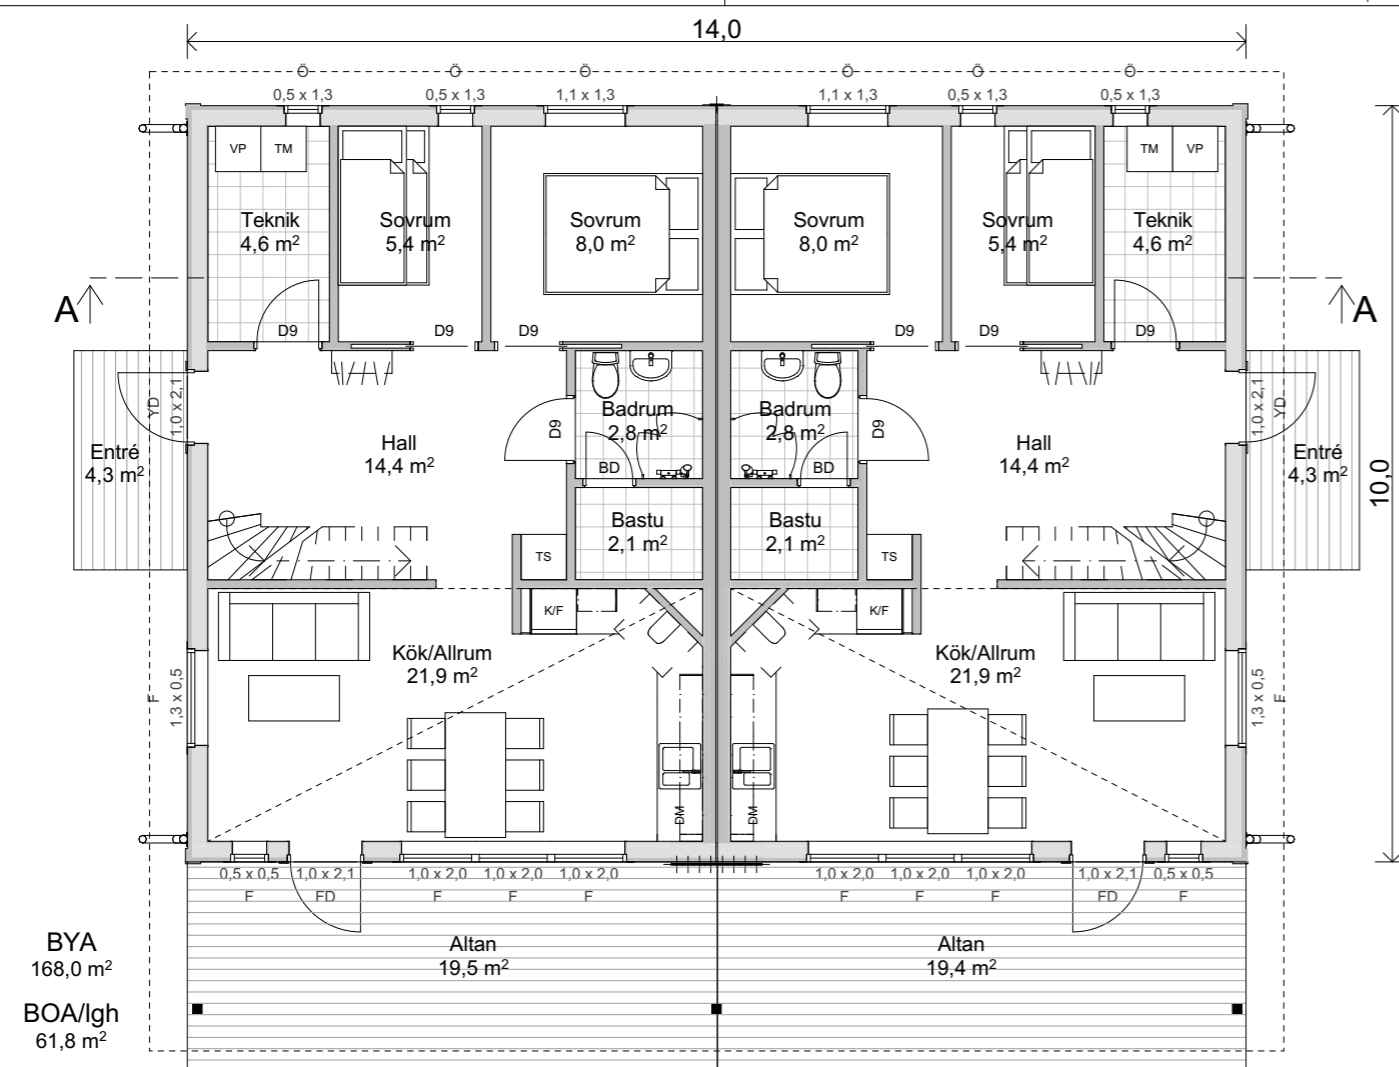 14,0
Ö Ö Ö Ö Ö Ö
0,5 x 1,3 0,5 x 1,3 1,1 x 1,3 1,1 x 1,3 0,5 x 1,3 0,5 x 1,3
VP TM TM VP
Teknik Sovrum Sovrum Sovrum Sovrum Teknik
4,6 m² 5,4 m² 8,0 m² 8,0 m² 5,4 m² 4,6 m²
A A
D9 D9 D9 D9 D9 D9
YD 1,0 x 2,1
1,0 x 2,1 YD
Badrum Badrum
2,8 m² 2,8 m²
D9 D9
Hall Hall
14,4 m² 14,4 m²
Entré Entré
4,3 m² 4,3 m²
BD BD
10,0
Bastu Bastu
2,1 m² 2,1 m²
TS TS
K/F K/F
Kök/Allrum Kök/Allrum
21,9 m² 21,9 m²
F 1,3 x 0,5
1,3 x 0,5 F
DM DM
0,5 x 0,5 1,0 x 2,1 1,0 x 2,0 1,0 x 2,0 1,0 x 2,0 1,0 x 2,0 1,0 x 2,0 1,0 x 2,0 1,0 x 2,1 0,5 x 0,5
F FD F F F F F F FD F
Altan Altan
19,5 m² 19,4 m²
BYA
168,0 m²
BOA/lgh
61,8 m²